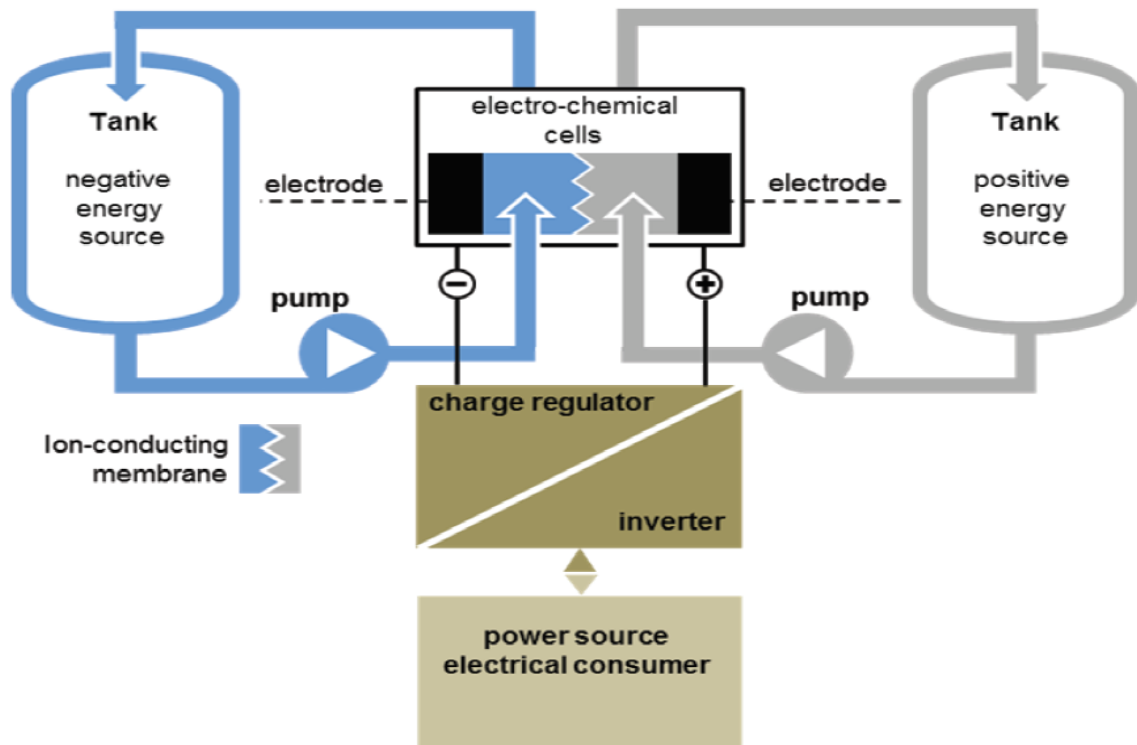 Tank
negative
energy
source
electro-chemical
cells
Tank
positive
energy
source
electrode
electrode
−
+
pump
pump
charge regulator
inverter
Ion-conducting
membrane
power source
electrical consumer